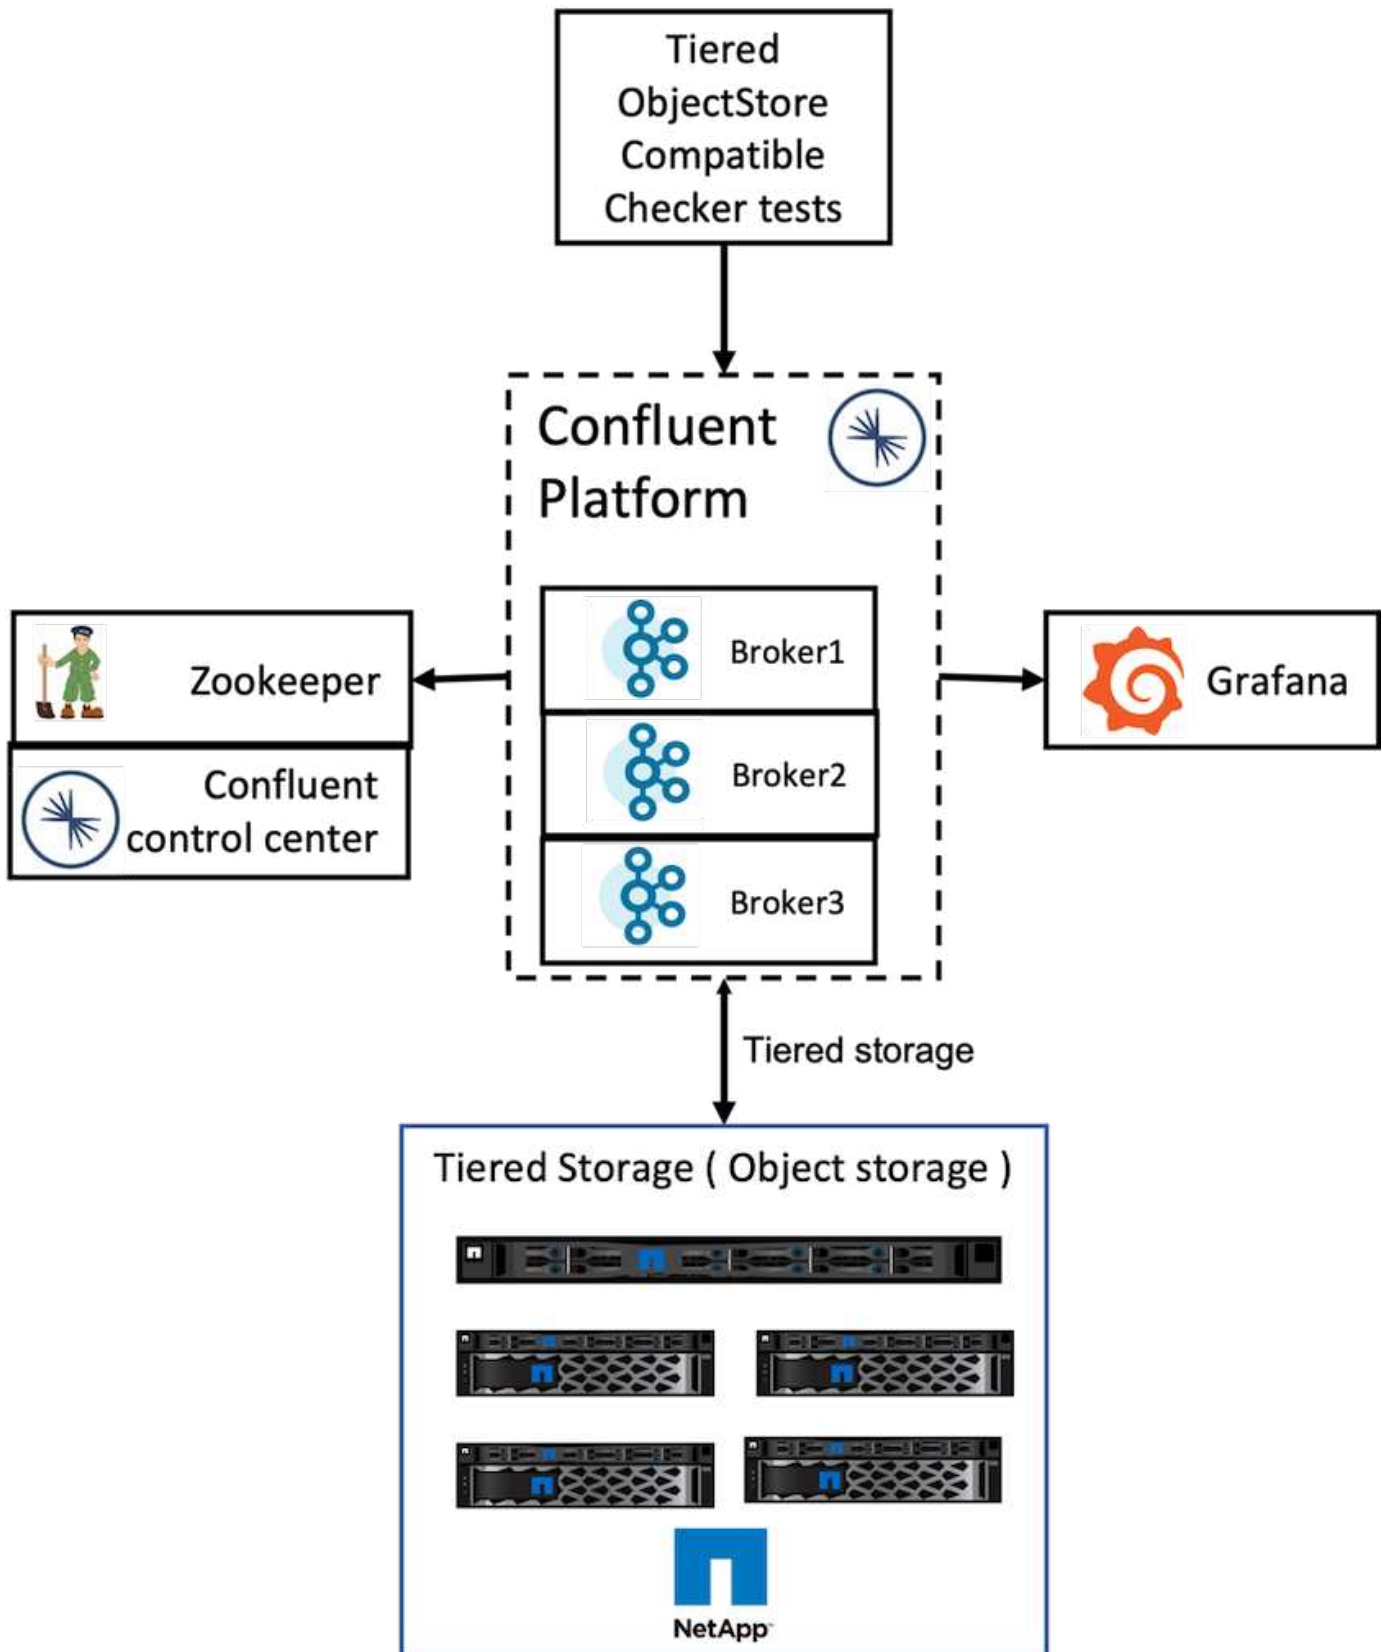 Tiered
ObjectStore
Compatible
Checker tests
Confluent
Platform
Broker1
Zookeeper
Grafana
Broker2
Confluent
control center
Broker3
Tiered storage
Tiered Storage ( Object storage )
NetApp™